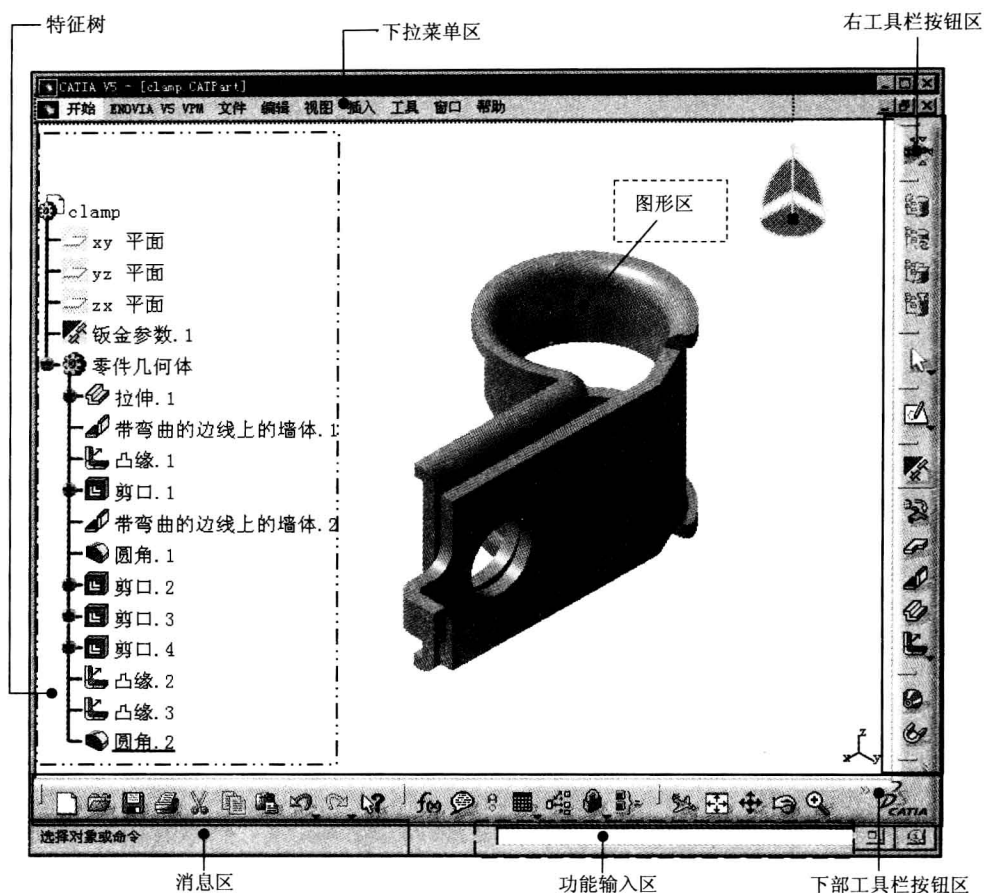 特征树
下拉菜单区
右工具栏按钮区
CATIA V5 - [clamp.CATPart]
开始 ENOVIA V5 VPM 文件 编辑 视图 插入 工具 窗口 帮助
图形区
clamp
xy 平面
yz 平面
zx 平面
钣金参数.1
零件几何体
拉伸.1
带弯曲的边线上的墙体.1
凸缘.1
剪口.1
带弯曲的边线上的墙体.2
圆角.1
剪口.2
剪口.3
剪口.4
凸缘.2
凸缘.3
圆角.2
z
x y
f(x)
CATIA
选择对象或命令
消息区
功能输入区
下部工具栏按钮区